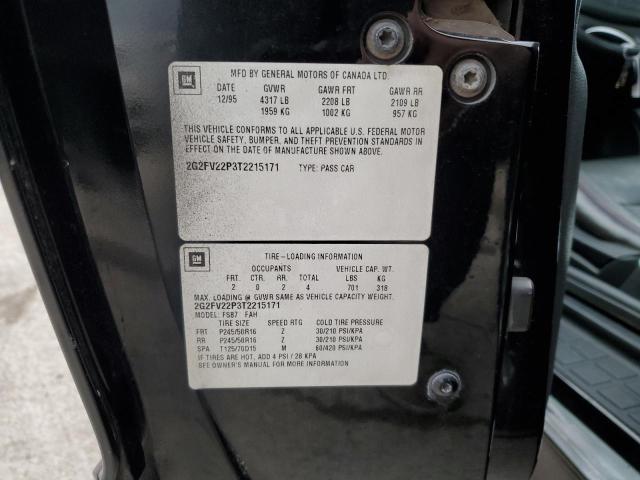 GM
MFD BY GENERAL MOTORS OF CANADA LTD.
DATE GVWR GAWR FRT GAWR RR
12/95 4317 LB 2208 LB 2109 LB
1959 KG 1002 KG 957 KG
THIS VEHICLE CONFORMS TO ALL APPLICABLE U.S. FEDERAL MOTOR
VEHICLE SAFETY, BUMPER, AND THEFT PREVENTION STANDARDS IN
EFFECT ON THE DATE OF MANUFACTURE SHOWN ABOVE.
2G2FV22P3T2215171 TYPE: PASS CAR
GM
TIRE-LOADING INFORMATION
OCCUPANTS VEHICLE CAP. WT.
FRT. CTR. RR. TOTAL LBS KG
2 0 2 4 701 318
MAX. LOADING @ GVWR SAME AS VEHICLE CAPACITY WEIGHT.
2G2FV22P3T2215171
MODEL: FS87 FAH
TIRE SIZE SPEED RTG COLD TIRE PRESSURE
FRT P245/50R16 Z 30/210 PSI/KPA
RR P245/50R16 Z 30/210 PSI/KPA
SPA T125/70D15 M 60/420 PSI/KPA
IF TIRES ARE HOT, ADD 4 PSI / 28 KPA
SEE OWNER'S MANUAL FOR MORE INFORMATION.